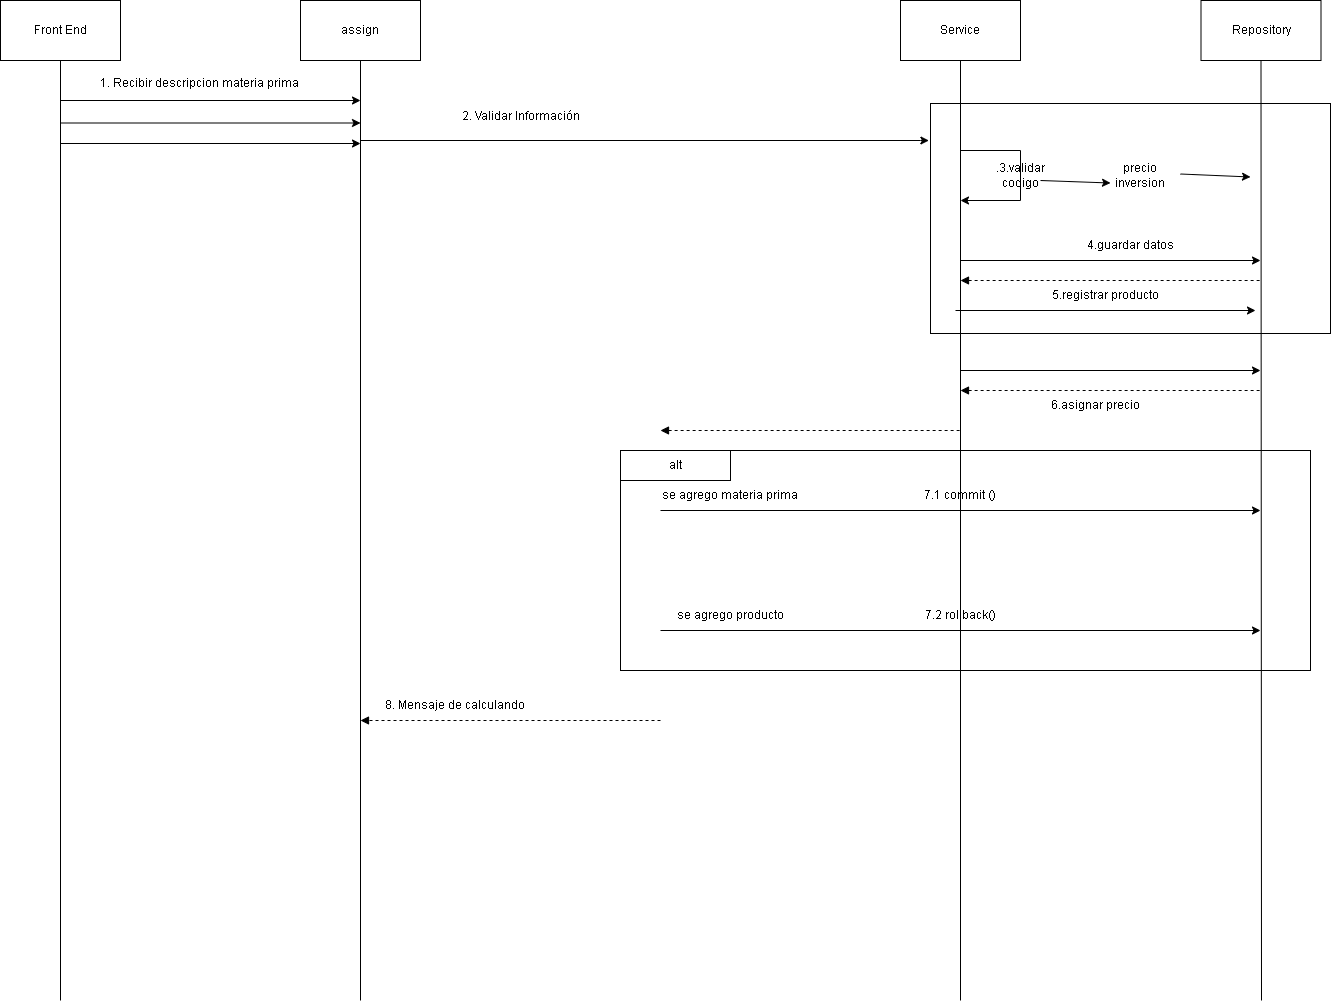 Front End
assign
Service
Repository
1. Recibir descripcion materia prima
2. Validar Información
.3.validar
codigo
precio
inversion
4.guardar datos
5.registrar producto
6.asignar precio
alt
se agrego materia prima
7.1 commit ()
se agrego producto
7.2 rollback()
8. Mensaje de calculando